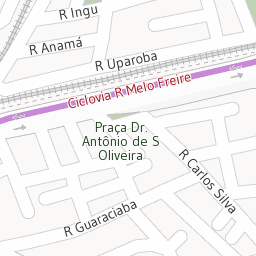 R Ingu
R Anamá
R Uparoba
Ciclovia R Melo Freire
Praça Dr.
Antônio de S
Oliveira
R Carlos Silva
R Guaraciaba